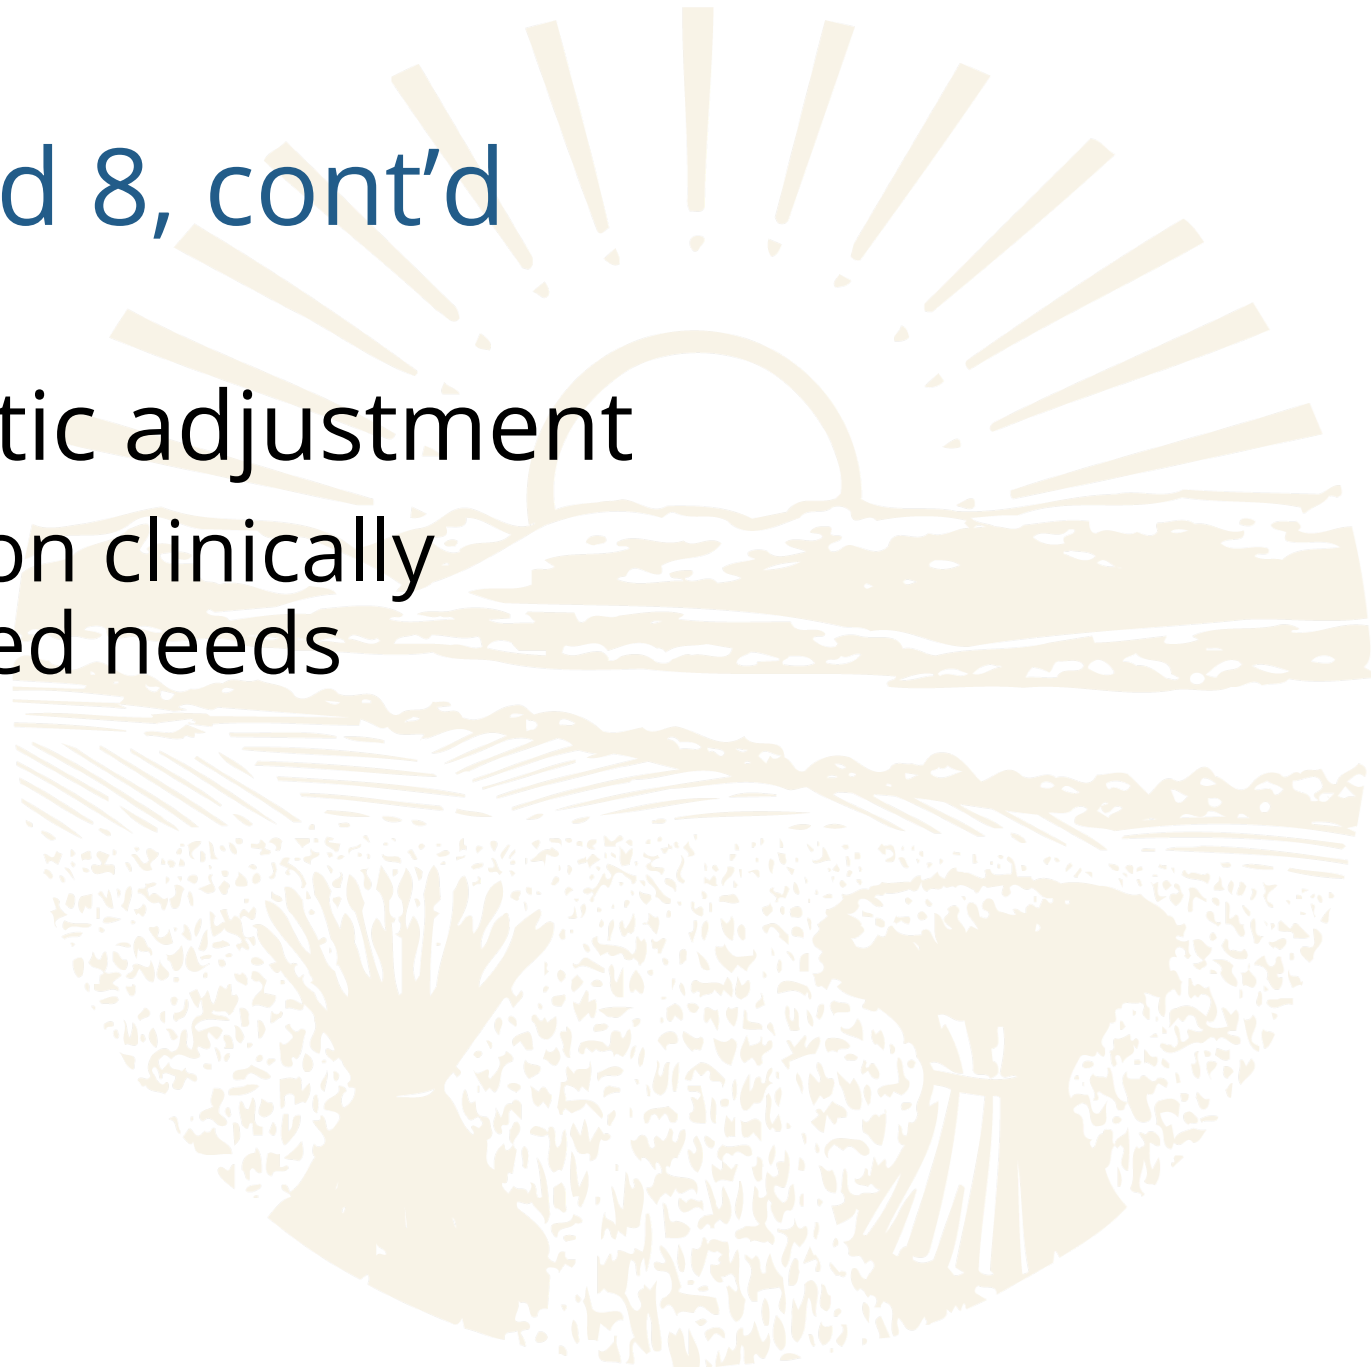 d 8, cont’d
tic adjustment
on clinically
ed needs